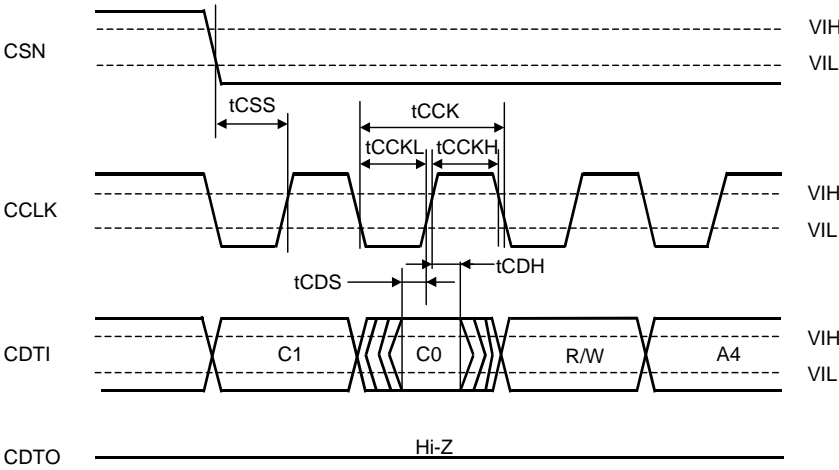 CSN
VIH
VIL
tCSS
tCCK
tCCKL
tCCKH
CCLK
VIH
VIL
tCDS
tCDH
CDTI
C1
C0
R/W
A4
VIH
VIL
CDTO
Hi-Z